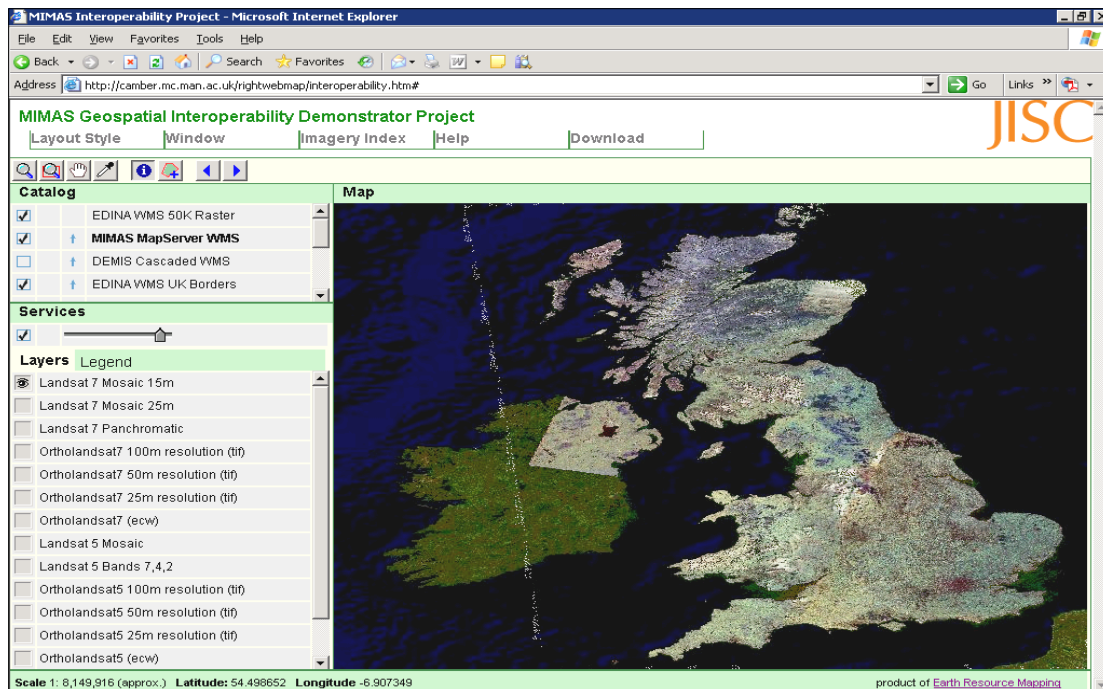 MIMAS Interoperability Project - Microsoft Internet Explorer
File Edit View Favorites Tools Help
Back Search Favorites
Address http://camber.mc.man.ac.uk/rightwebmap/interoperability.htm# Go Links »
MIMAS Geospatial Interoperability Demonstrator Project
JISC
Layout Style Window Imagery Index Help Download
Catalog
Map
EDINA WMS 50K Raster
MIMAS MapServer WMS
DEMIS Cascaded WMS
EDINA WMS UK Borders
Services
Layers Legend
Landsat 7 Mosaic 15m
Landsat 7 Mosaic 25m
Landsat 7 Panchromatic
Ortholandsat7 100m resolution (tif)
Ortholandsat7 50m resolution (tif)
Ortholandsat7 25m resolution (tif)
Ortholandsat7 (ecw)
Landsat 5 Mosaic
Landsat 5 Bands 7,4,2
Ortholandsat5 100m resolution (tif)
Ortholandsat5 50m resolution (tif)
Ortholandsat5 25m resolution (tif)
Ortholandsat5 (ecw)
Scale 1: 8,149,916 (approx.) Latitude: 54.498652 Longitude -6.907349
product of Earth Resource Mapping